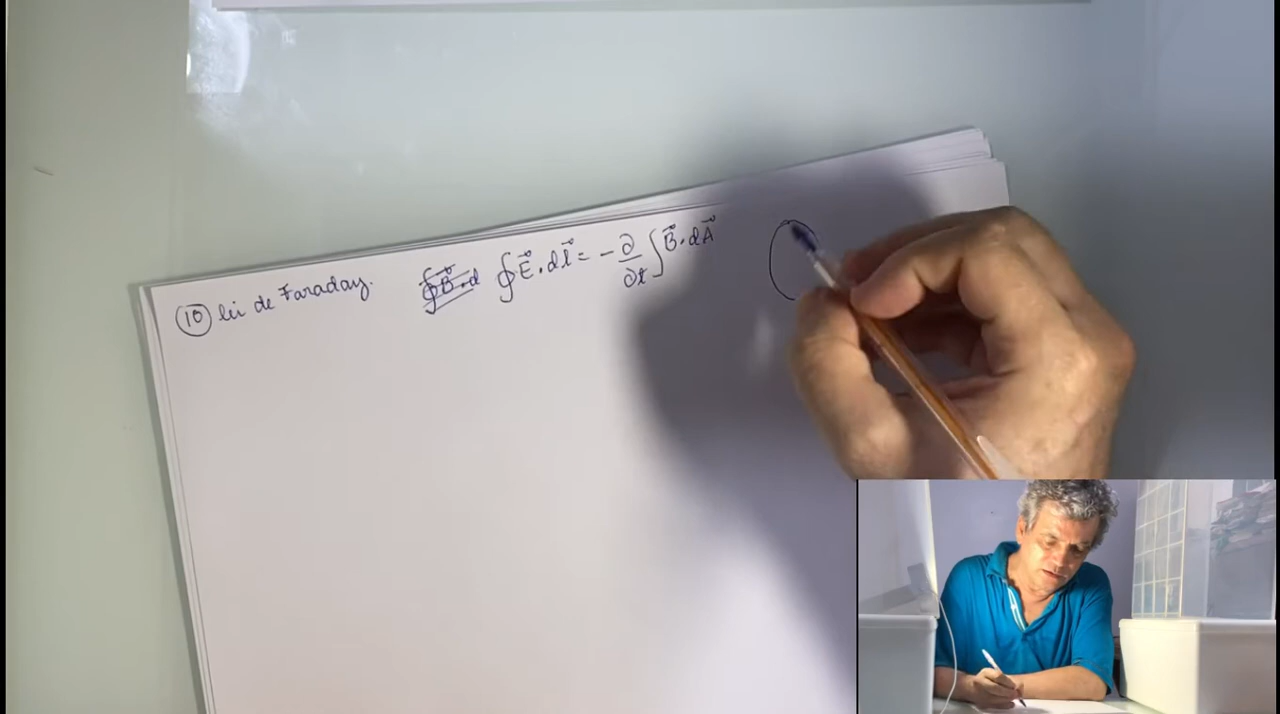 ⑩ lei de Faraday. ∮B⃗.d ∮E⃗.dl⃗ = -∂/∂t ∫B⃗.dA⃗